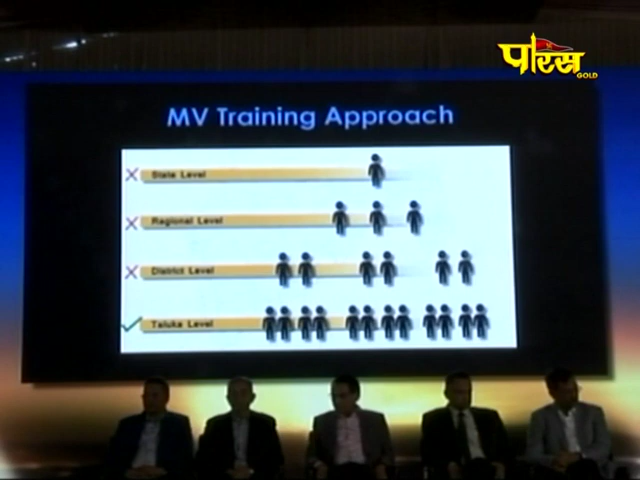 पारस
GOLD
MV Training Approach
State Level
Regional Level
District Level
Taluka Level